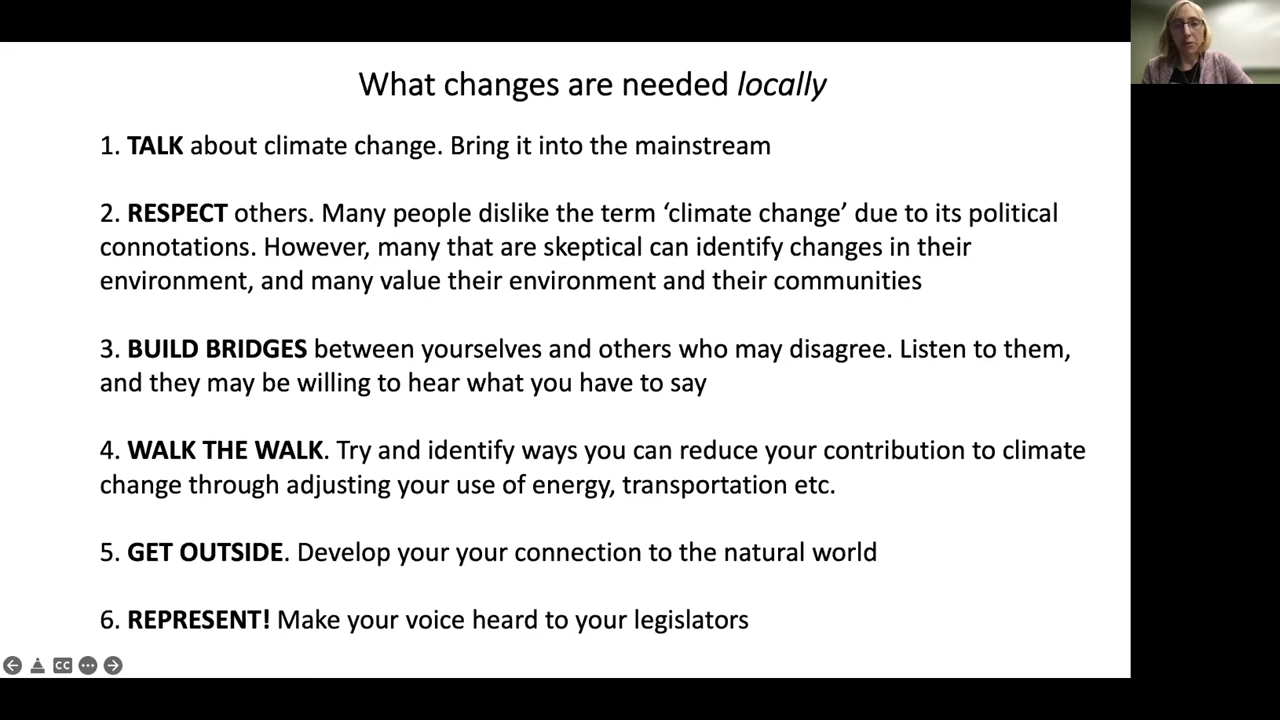 What changes are needed locally
1. TALK about climate change. Bring it into the mainstream
2. RESPECT others. Many people dislike the term ‘climate change’ due to its political
connotations. However, many that are skeptical can identify changes in their
environment, and many value their environment and their communities
3. BUILD BRIDGES between yourselves and others who may disagree. Listen to them,
and they may be willing to hear what you have to say
4. WALK THE WALK. Try and identify ways you can reduce your contribution to climate
change through adjusting your use of energy, transportation etc.
5. GET OUTSIDE. Develop your your connection to the natural world
6. REPRESENT! Make your voice heard to your legislators
CC